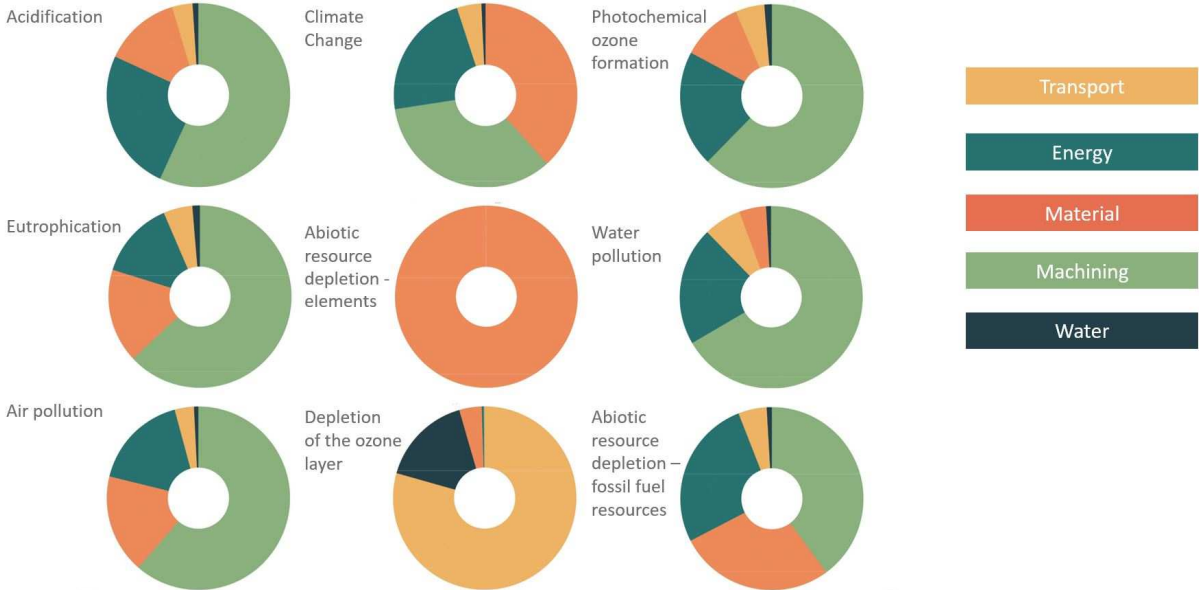 Acidification
Climate
Change
Photochemical
ozone
formation
Eutrophication
Abiotic
resource
depletion -
elements
Water
pollution
Air pollution
Depletion
of the ozone
layer
Abiotic
resource
depletion –
fossil fuel
resources
Transport
Energy
Material
Machining
Water